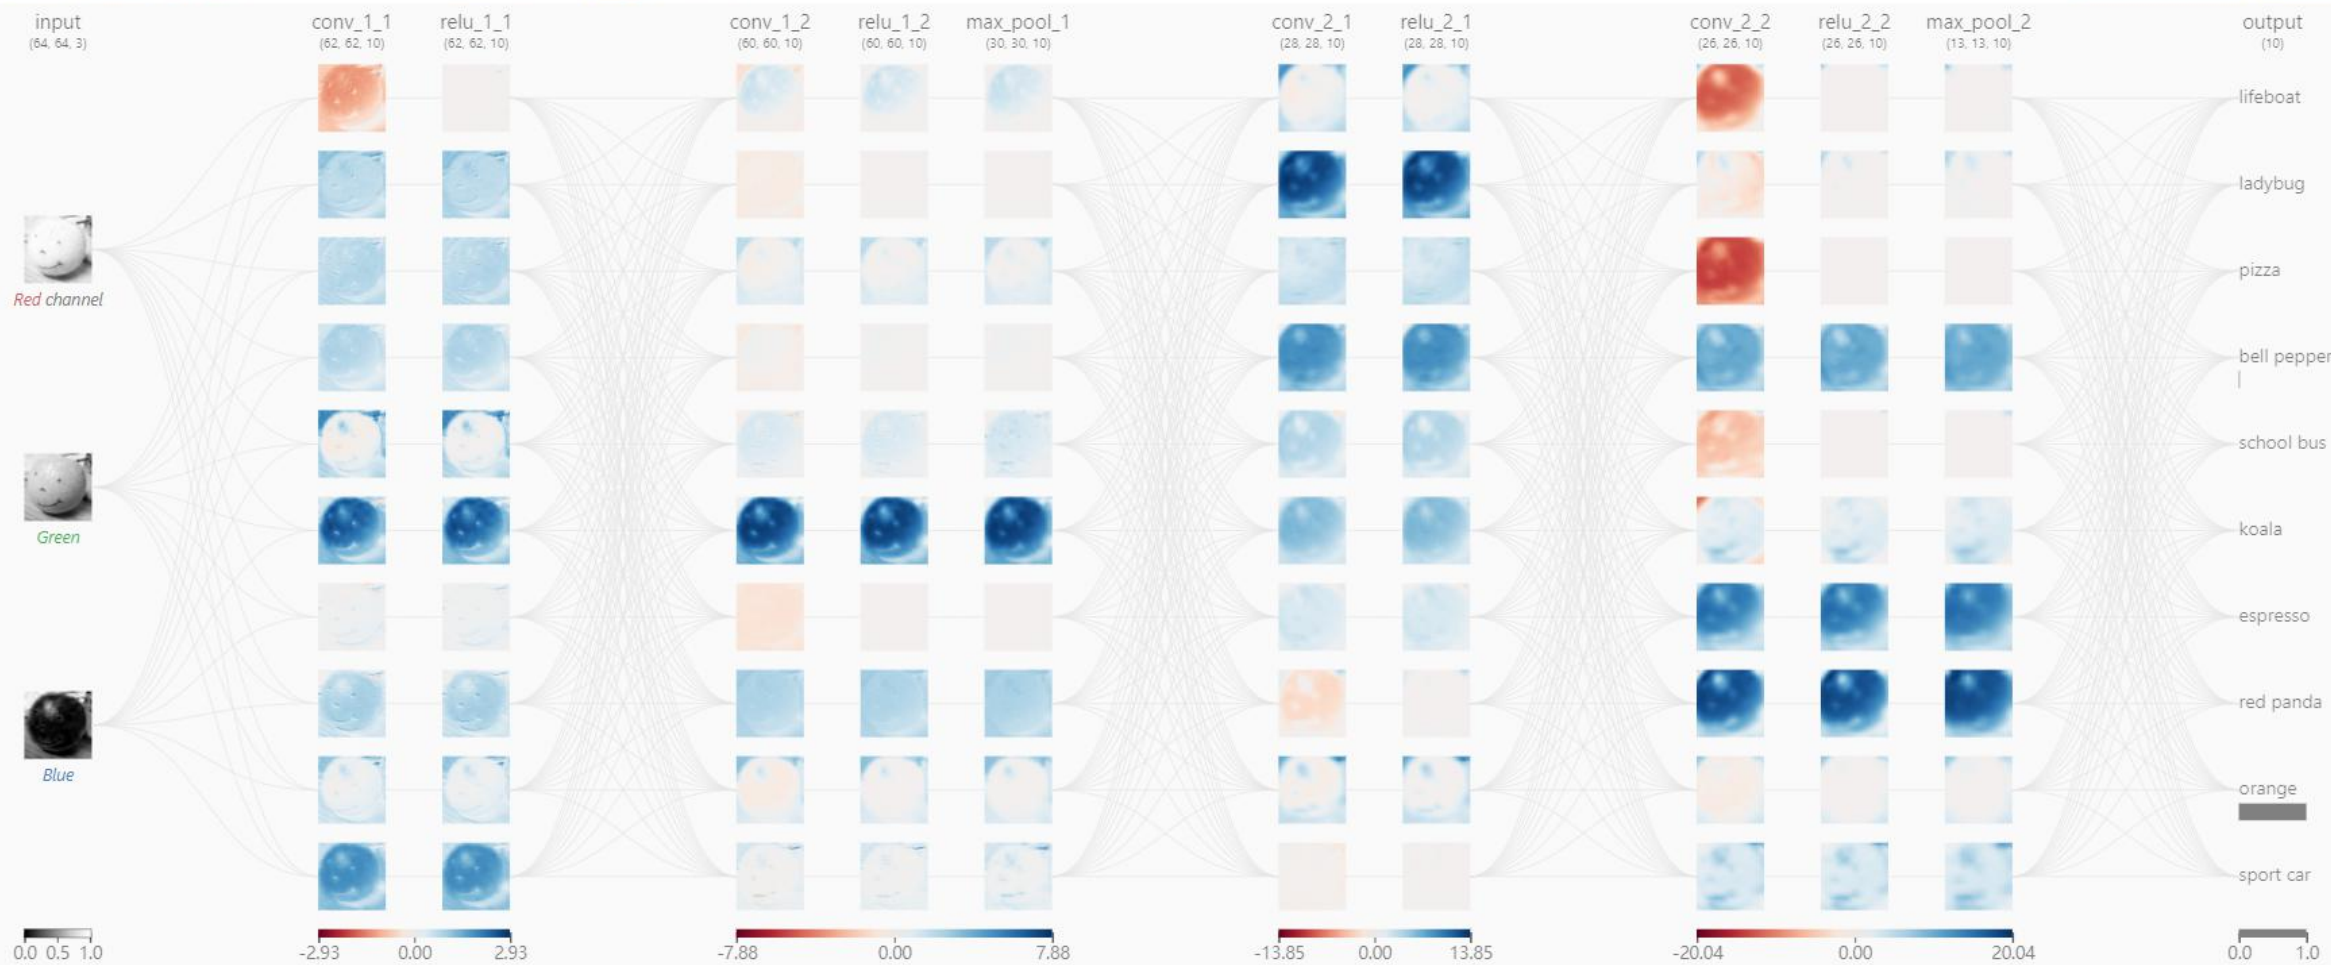 input
(64, 64, 3)
conv_1_1
(62, 62, 10)
relu_1_1
(62, 62, 10)
conv_1_2
(60, 60, 10)
relu_1_2
(60, 60, 10)
max_pool_1
(30, 30, 10)
conv_2_1
(28, 28, 10)
relu_2_1
(28, 28, 10)
conv_2_2
(26, 26, 10)
relu_2_2
(26, 26, 10)
max_pool_2
(13, 13, 10)
output
(10)
Red channel
Green
Blue
lifeboat
ladybug
pizza
bell pepper
school bus
koala
espresso
red panda
orange
sport car
0.0 0.5 1.0
-2.93 0.00 2.93
-7.88 0.00 7.88
-13.85 0.00 13.85
-20.04 0.00 20.04
0.0 1.0